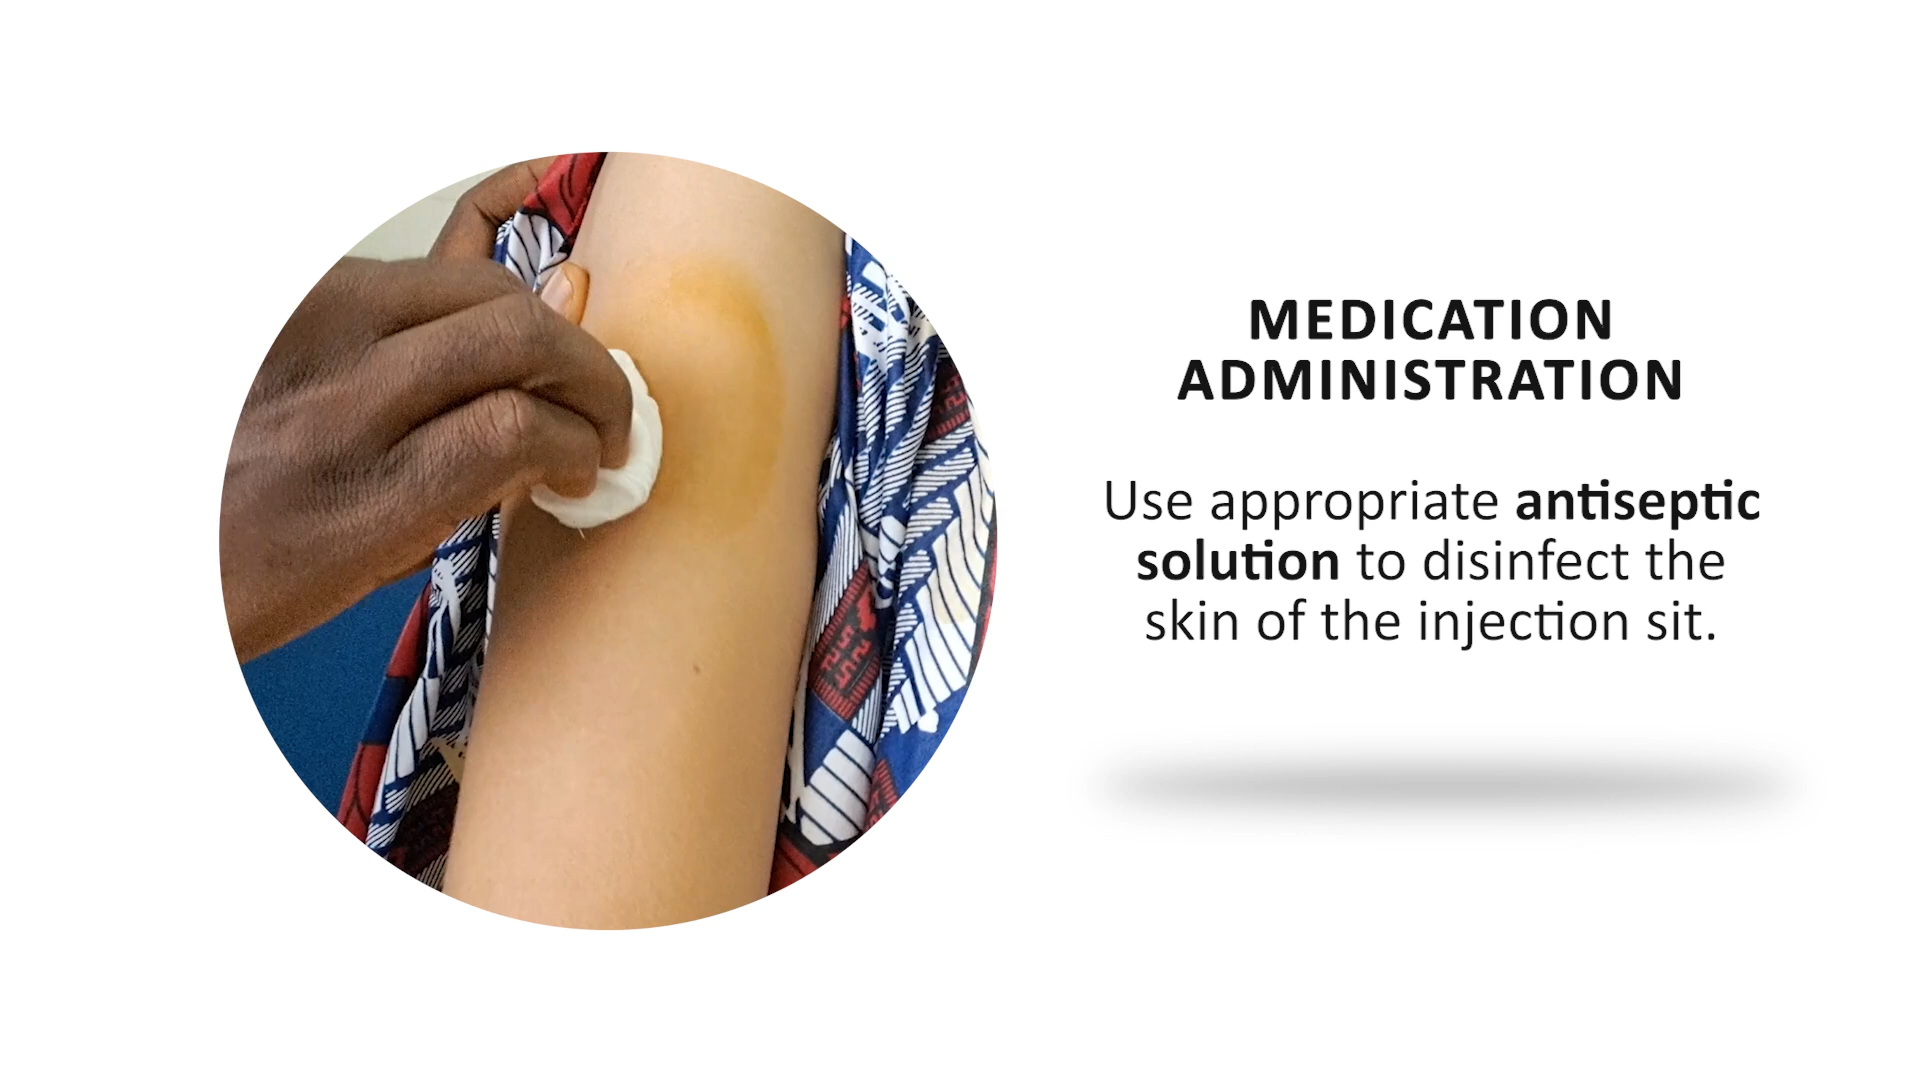 MEDICATION
ADMINISTRATION
Use appropriate antiseptic
solution to disinfect the
skin of the injection sit.